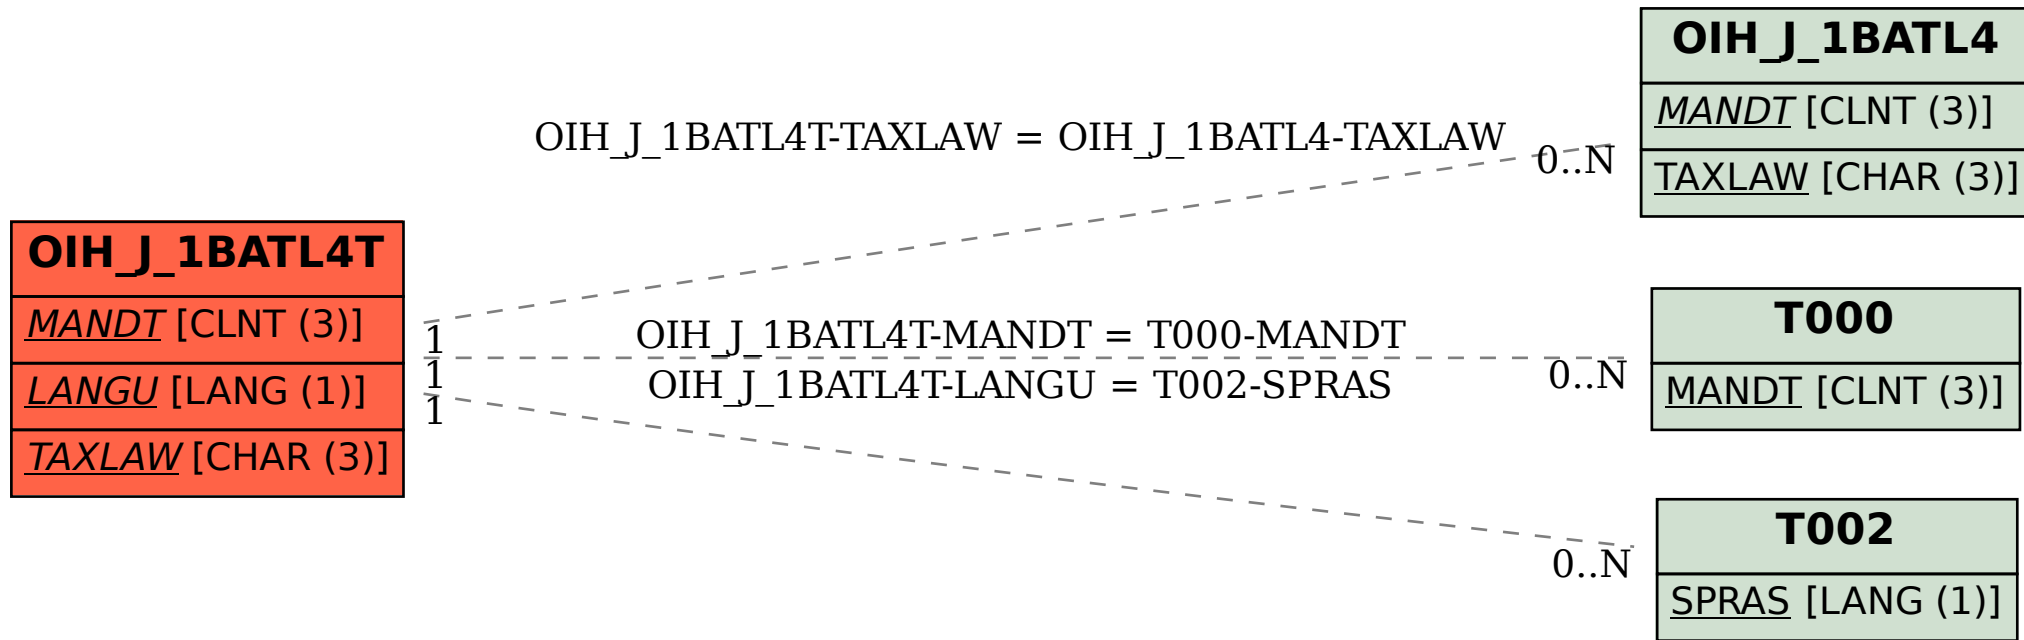 OIH_J_1BATL4T
MANDT [CLNT (3)]
LANGU [LANG (1)]
TAXLAW [CHAR (3)]
OIH_J_1BATL4T-TAXLAW = OIH_J_1BATL4-TAXLAW
0..N
1
OIH_J_1BATL4T-MANDT = T000-MANDT
0..N
1
OIH_J_1BATL4T-LANGU = T002-SPRAS
0..N
1
OIH_J_1BATL4
MANDT [CLNT (3)]
TAXLAW [CHAR (3)]
T000
MANDT [CLNT (3)]
T002
SPRAS [LANG (1)]